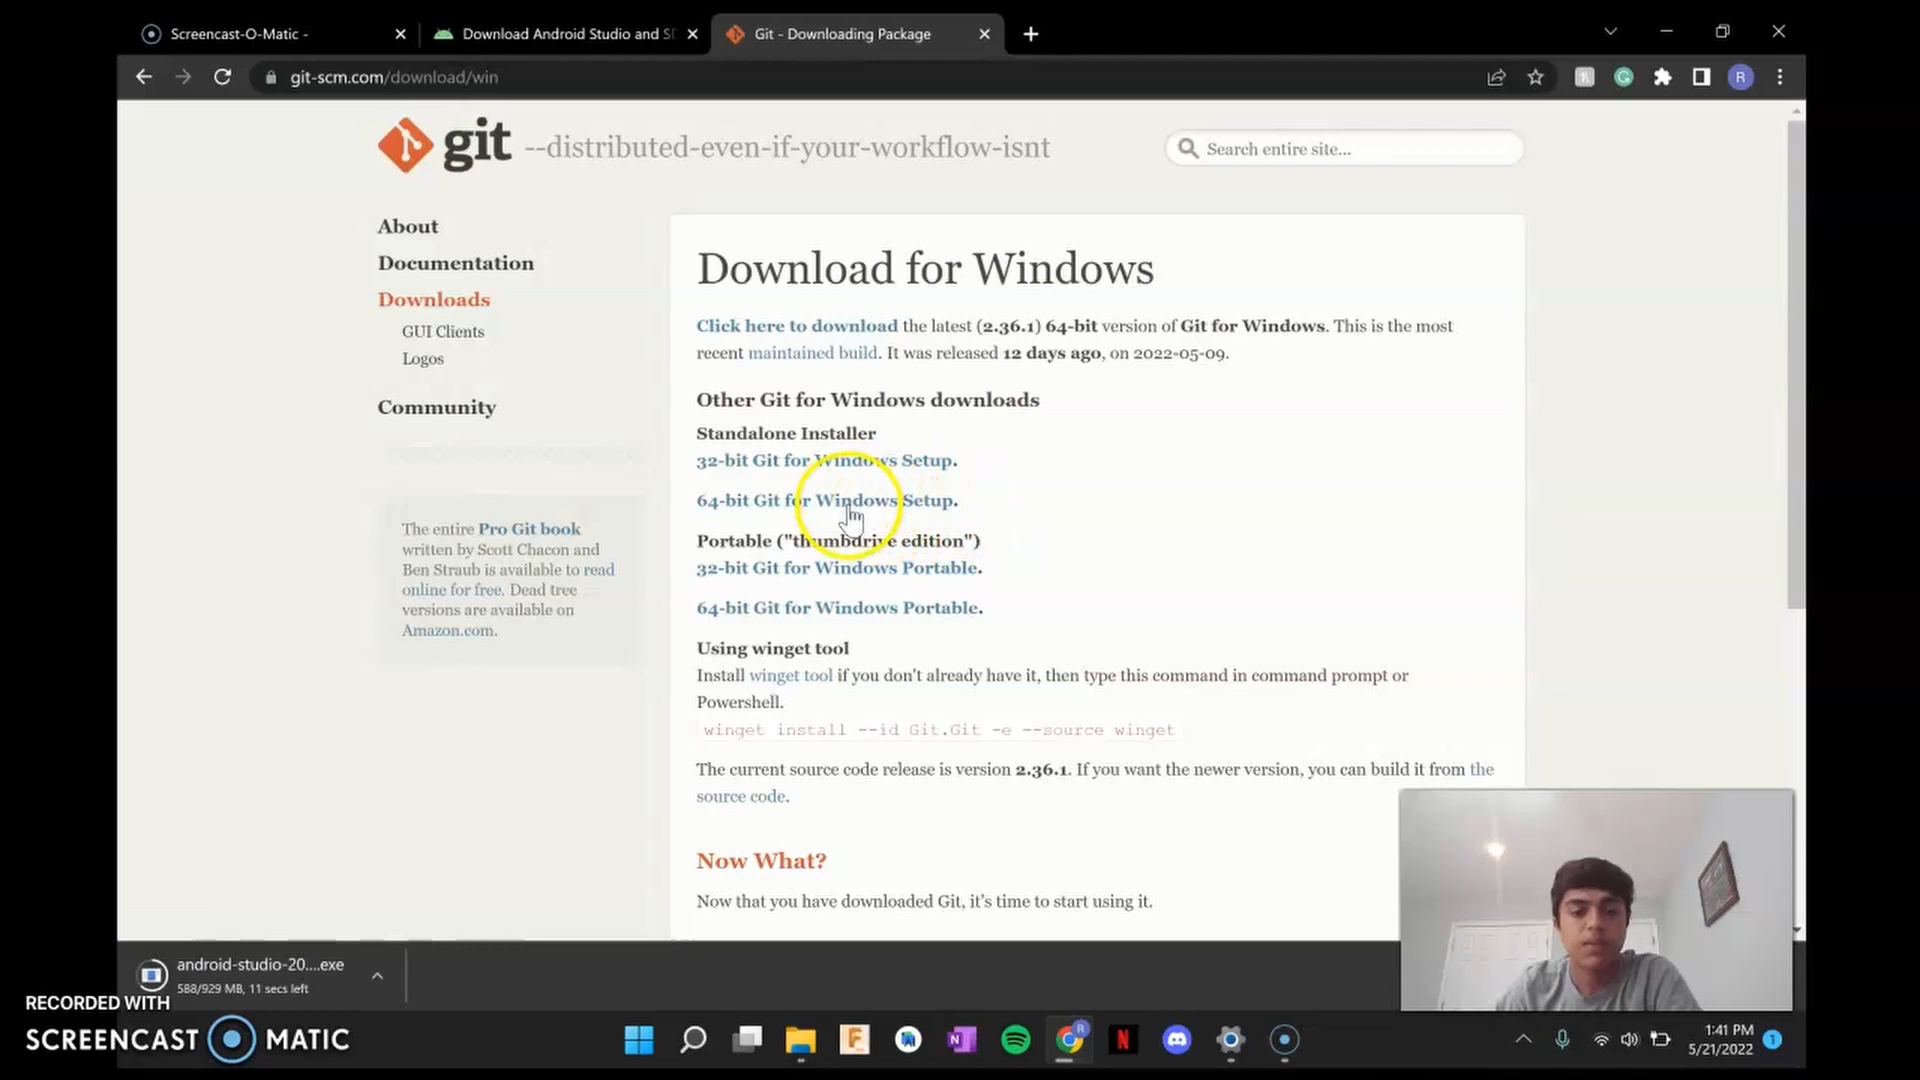 Screencast-O-Matic -
Download Android Studio and S
Git - Downloading Package
git-scm.com/download/win
R
git --distributed-even-if-your-workflow-isnt
Search entire site...
About
Documentation
Downloads
GUI Clients
Logos
Community
The entire Pro Git book
written by Scott Chacon and
Ben Straub is available to read
online for free. Dead tree
versions are available on
Amazon.com.
Download for Windows
Click here to download the latest (2.36.1) 64-bit version of Git for Windows. This is the most
recent maintained build. It was released 12 days ago, on 2022-05-09.
Other Git for Windows downloads
Standalone Installer
32-bit Git for Windows Setup.
64-bit Git for Windows Setup.
Portable ("thumbdrive edition")
32-bit Git for Windows Portable.
64-bit Git for Windows Portable.
Using winget tool
Install winget tool if you don't already have it, then type this command in command prompt or
Powershell.
winget install --id Git.Git -e --source winget
The current source code release is version 2.36.1. If you want the newer version, you can build it from the
source code.
Now What?
Now that you have downloaded Git, it's time to start using it.
android-studio-20....exe
588/929 MB, 11 secs left
RECORDED WITH
SCREENCAST MATIC
F
N
R
N
1:41 PM
5/21/2022
1